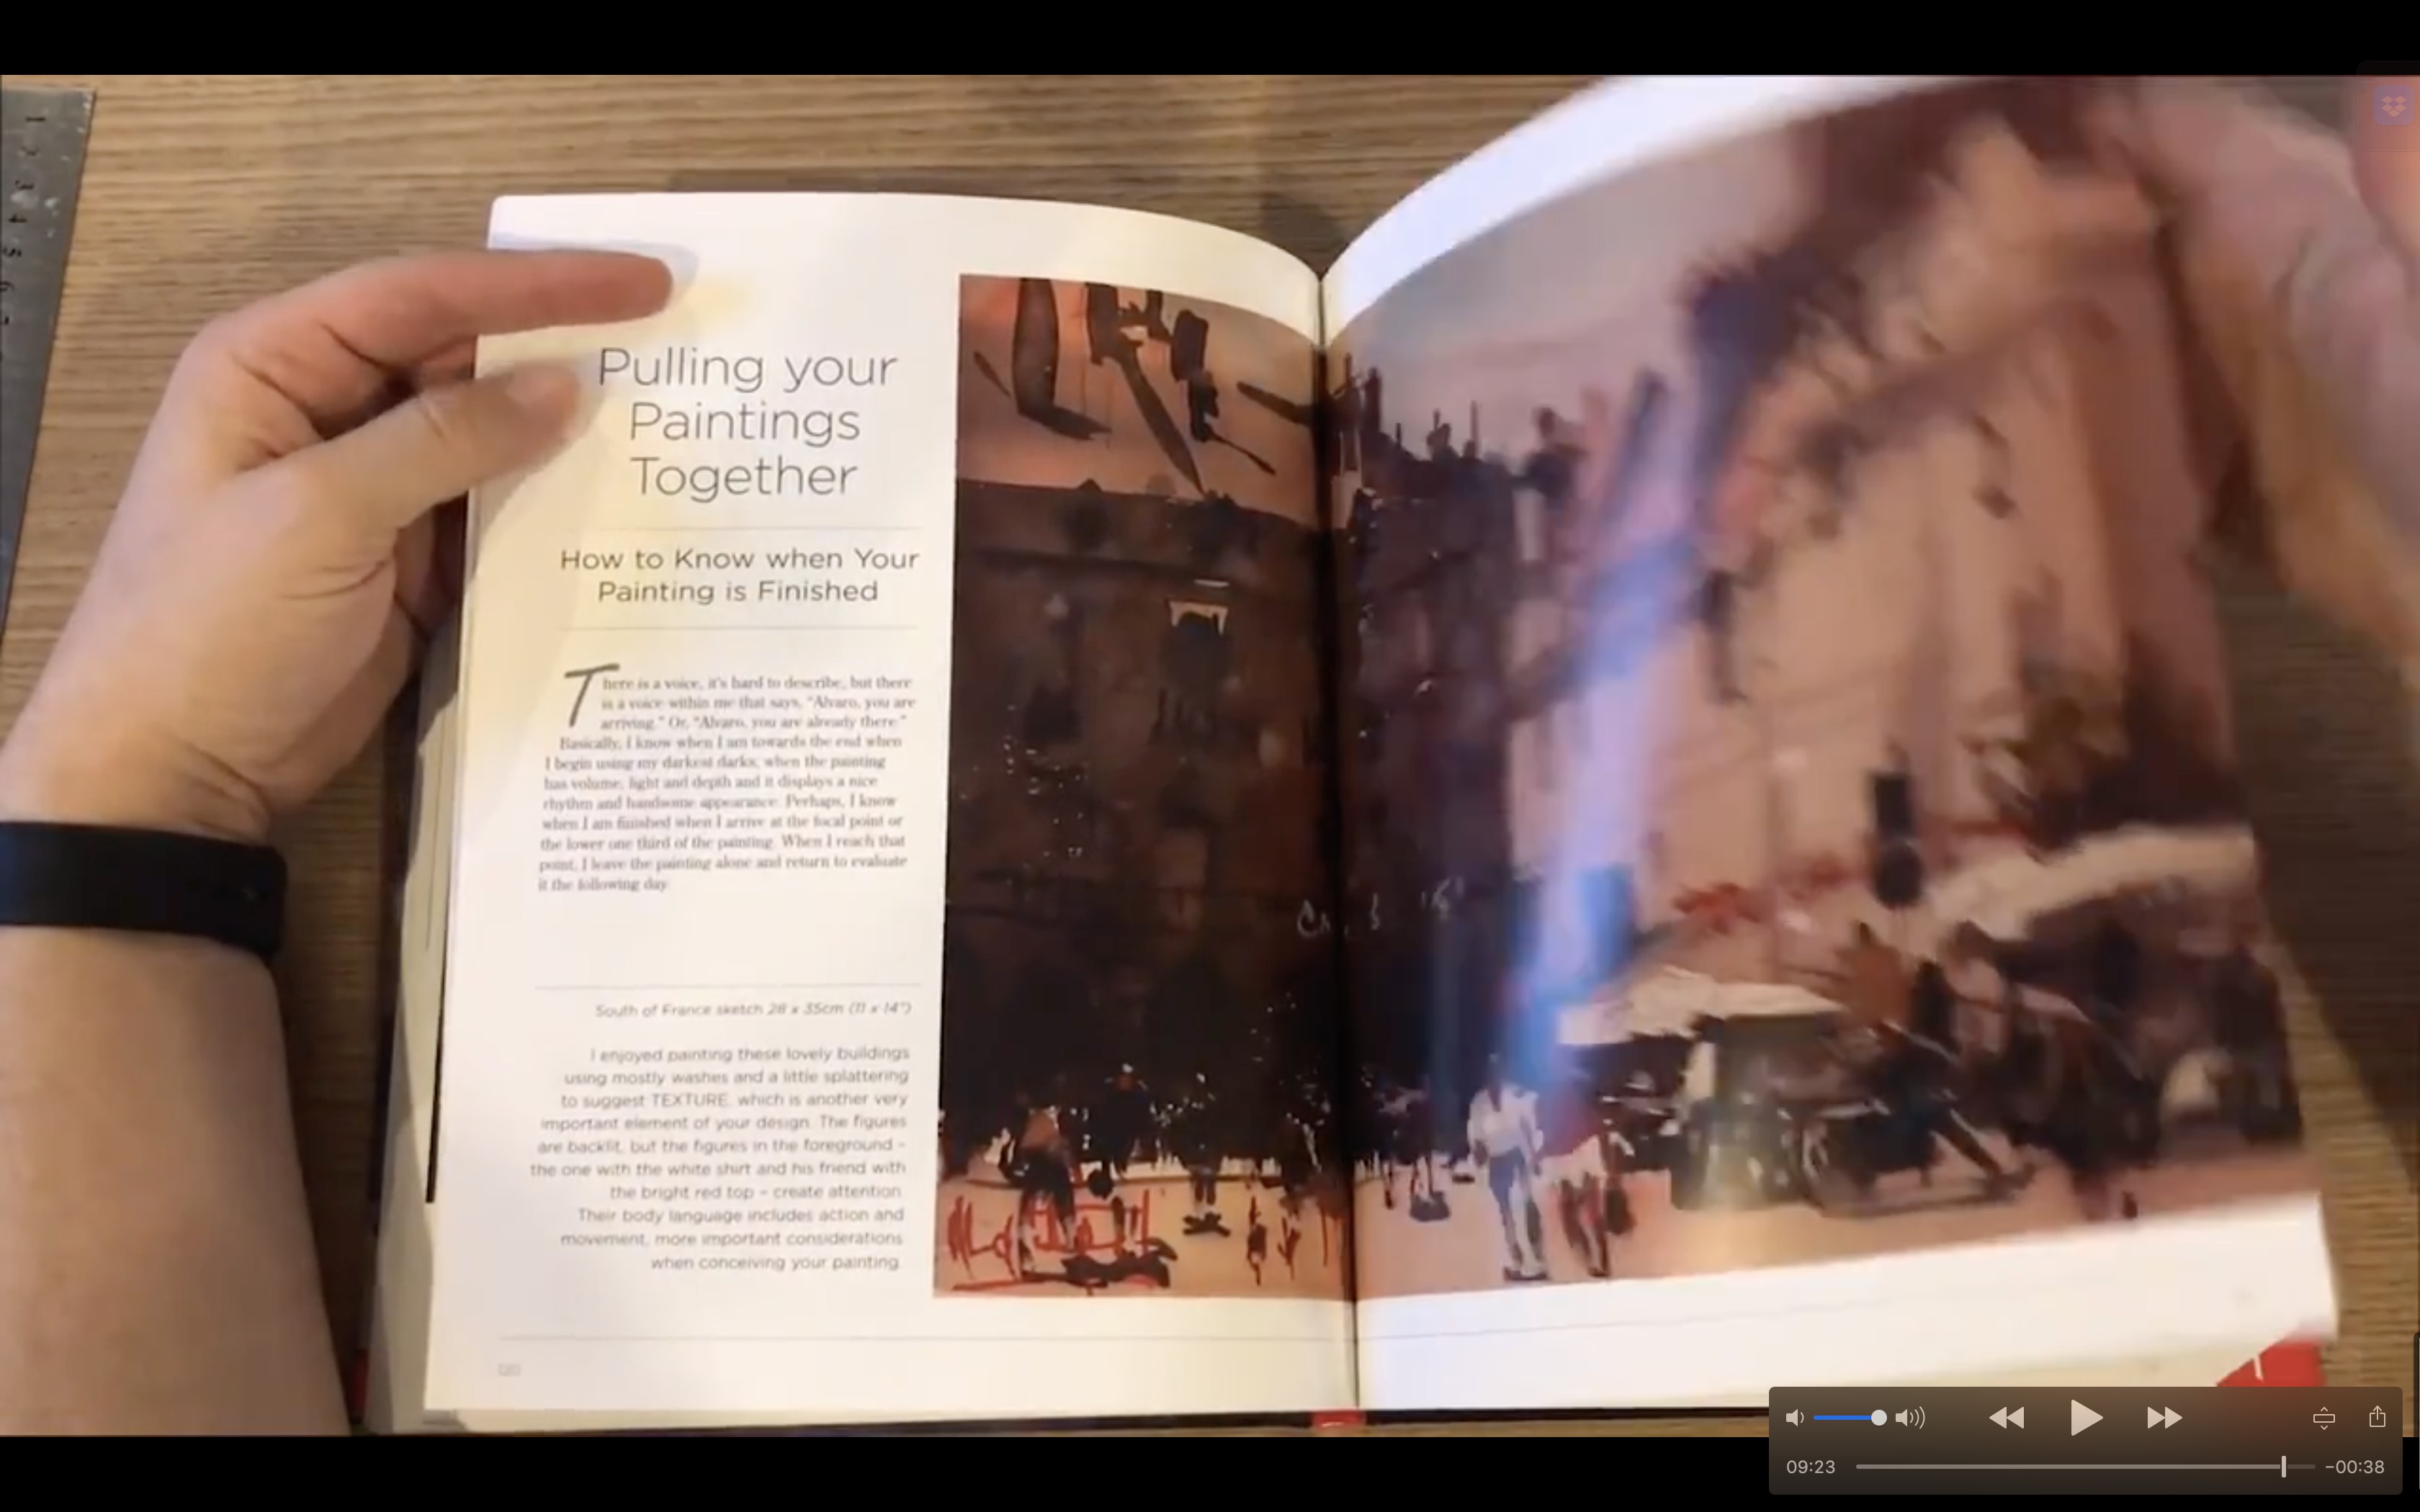 Pulling your
Paintings
Together
How to Know when Your
Painting is Finished
There is a voice, it's hard to describe, but there
is a voice within me that says, "Alvaro, you are
arriving." Or, "Alvaro, you are already there."
Basically, I know when I am towards the end when
I begin using my darkest darks; when the painting
has volume, light and depth and it displays a nice
rhythm and handsome appearance. Perhaps, I know
when I am finished when I arrive at the focal point or
the lower one third of the painting. When I reach that
point, I leave the painting alone and return to evaluate
it the following day.
South of France sketch 28 x 35cm (11 x 14")
I enjoyed painting these lovely buildings
using mostly washes and a little splattering
to suggest TEXTURE, which is another very
important element of your design. The figures
are backlit, but the figures in the foreground –
the one with the white shirt and his friend with
the bright red top – create attention.
Their body language includes action and
movement, more important considerations
when conceiving your painting.
1
2
3
4
5
6
09:23
-00:38